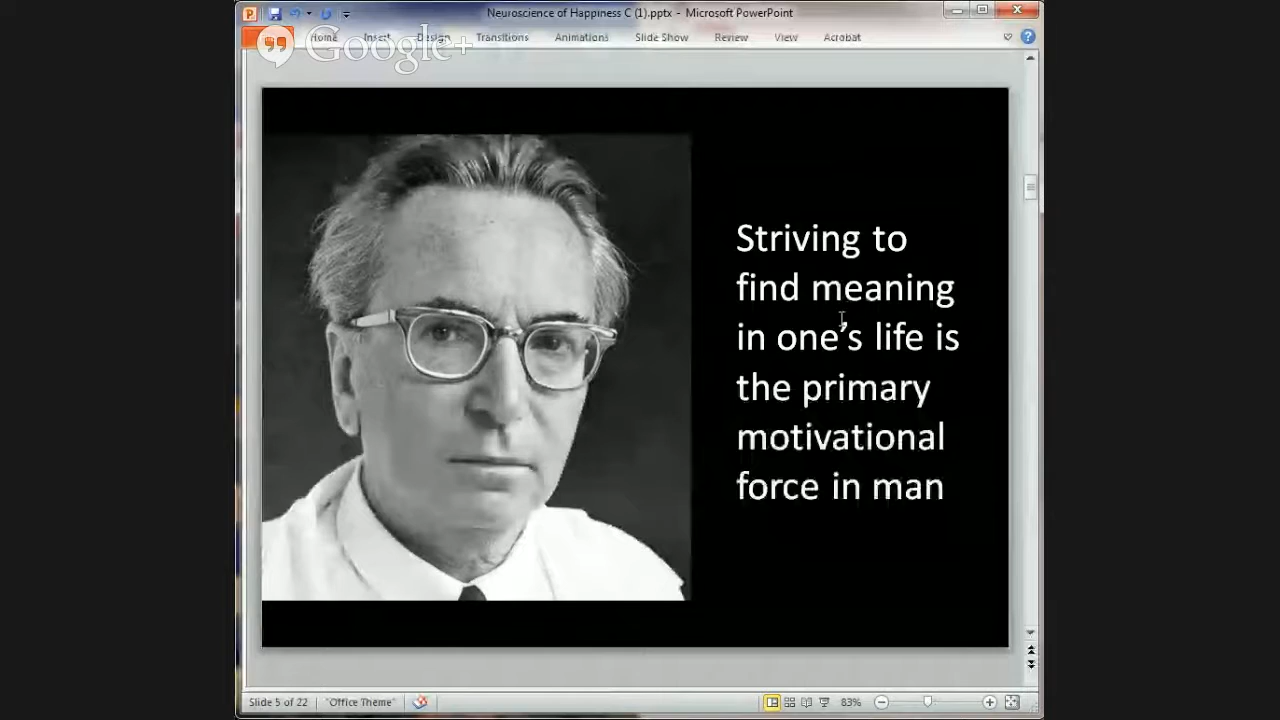 Neuroscience of Happiness C (1).pptx - Microsoft PowerPoint
Home Insert Design Transitions Animations Slide Show Review View Acrobat
Google+
Striving to
find meaning
in one's life is
the primary
motivational
force in man
Slide 5 of 22 "Office Theme" 83%